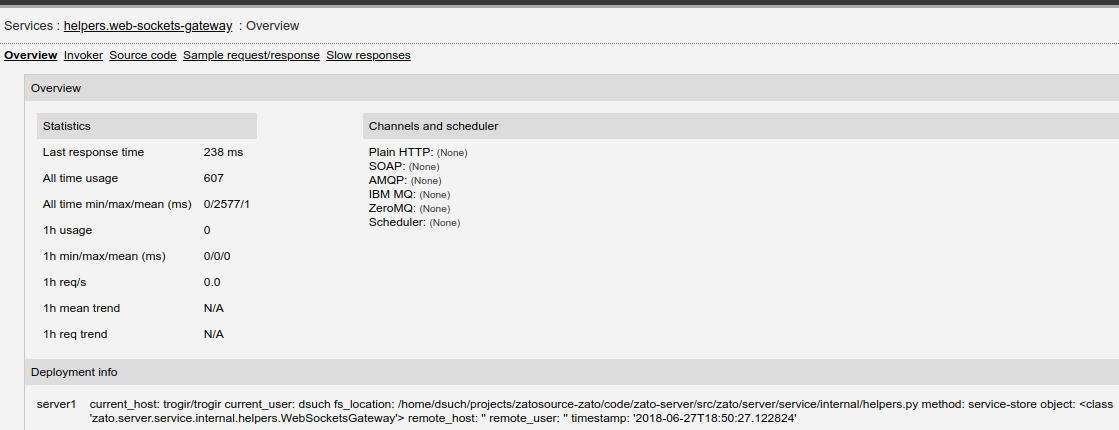 Services : helpers.web-sockets-gateway : Overview
Overview Invoker Source code Sample request/response Slow responses
Overview
Statistics
Last response time 238 ms
All time usage 607
All time min/max/mean (ms) 0/2577/1
1h usage 0
1h min/max/mean (ms) 0/0/0
1h req/s 0.0
1h mean trend N/A
1h req trend N/A
Channels and scheduler
Plain HTTP: (None)
SOAP: (None)
AMQP: (None)
IBM MQ: (None)
ZeroMQ: (None)
Scheduler: (None)
Deployment info
server1 current_host: trogir/trogir current_user: dsuch fs_location: /home/dsuch/projects/zatosource-zato/code/zato-server/src/zato/server/service/internal/helpers.py method: service-store object: <class
'zato.server.service.internal.helpers.WebSocketsGateway'> remote_host: '' remote_user: '' timestamp: '2018-06-27T18:50:27.122824'